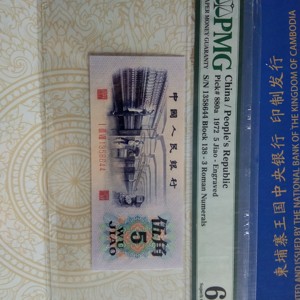 PMG
PAPER MONEY GUARANTY
China / People's Republic
Pick# 880a 1972 5 Jiao - Engraved
S/N 1358644 Block 138 - 3 Roman Numerals
6
中国人民银行
伍角
5
WU
JIAO
柬埔寨王国中央银行 印制发行
ISSUED BY THE NATIONAL BANK OF THE KINGDOM OF CAMBODIA